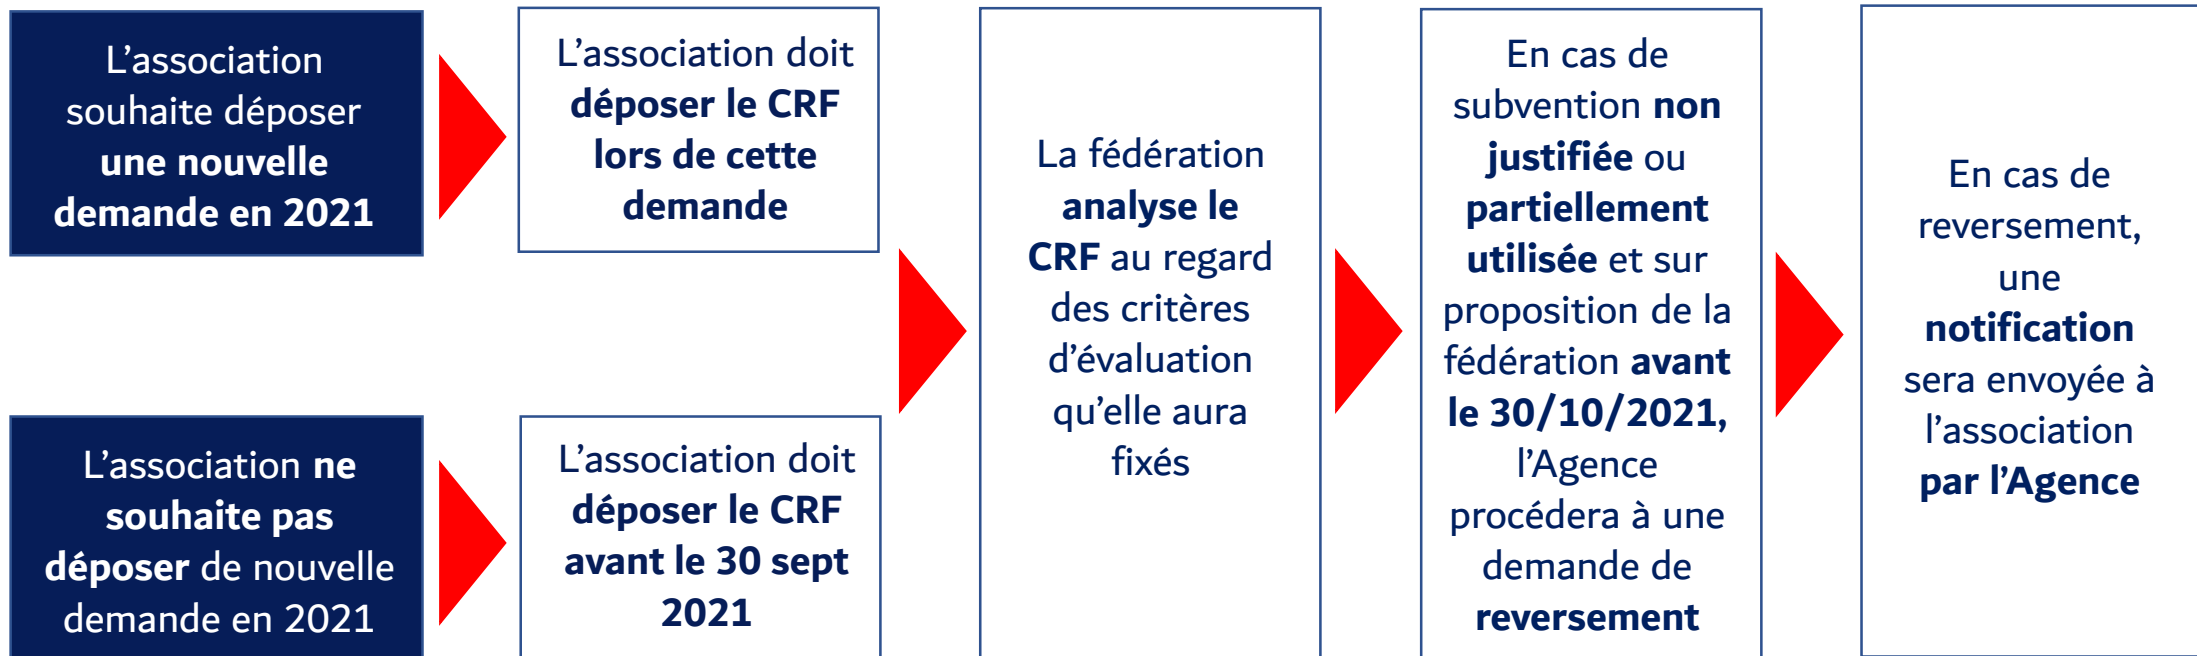 L’association
souhaite déposer
une nouvelle
demande en 2021
L’association doit
déposer le CRF
lors de cette
demande
L’association ne
souhaite pas
déposer de nouvelle
demande en 2021
L’association doit
déposer le CRF
avant le 30 sept
2021
La fédération
analyse le
CRF au regard
des critères
d’évaluation
qu’elle aura
fixés
En cas de
subvention non
justifiée ou
partiellement
utilisée et sur
proposition de la
fédération avant
le 30/10/2021,
l’Agence
procédera à une
demande de
reversement
En cas de
reversement,
une
notification
sera envoyée à
l’association
par l’Agence